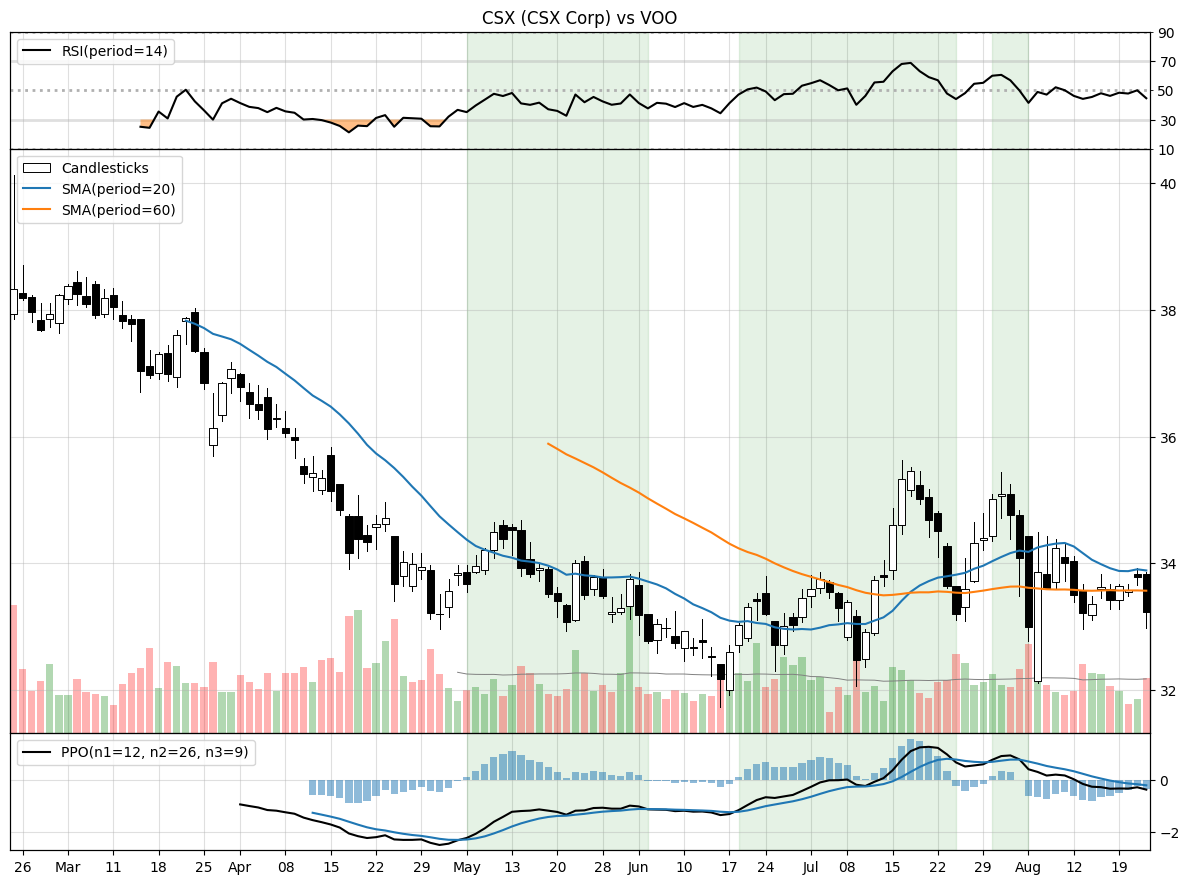 CSX (CSX Corp) vs VOO
RSI(period=14)
90
70
50
30
10
Candlesticks
SMA(period=20)
SMA(period=60)
40
38
36
34
32
PPO(n1=12, n2=26, n3=9)
0
−2
26 Mar 11 18 25 Apr 08 15 22 29 May 13 20 28 Jun 10 17 24 Jul 08 15 22 29 Aug 12 19